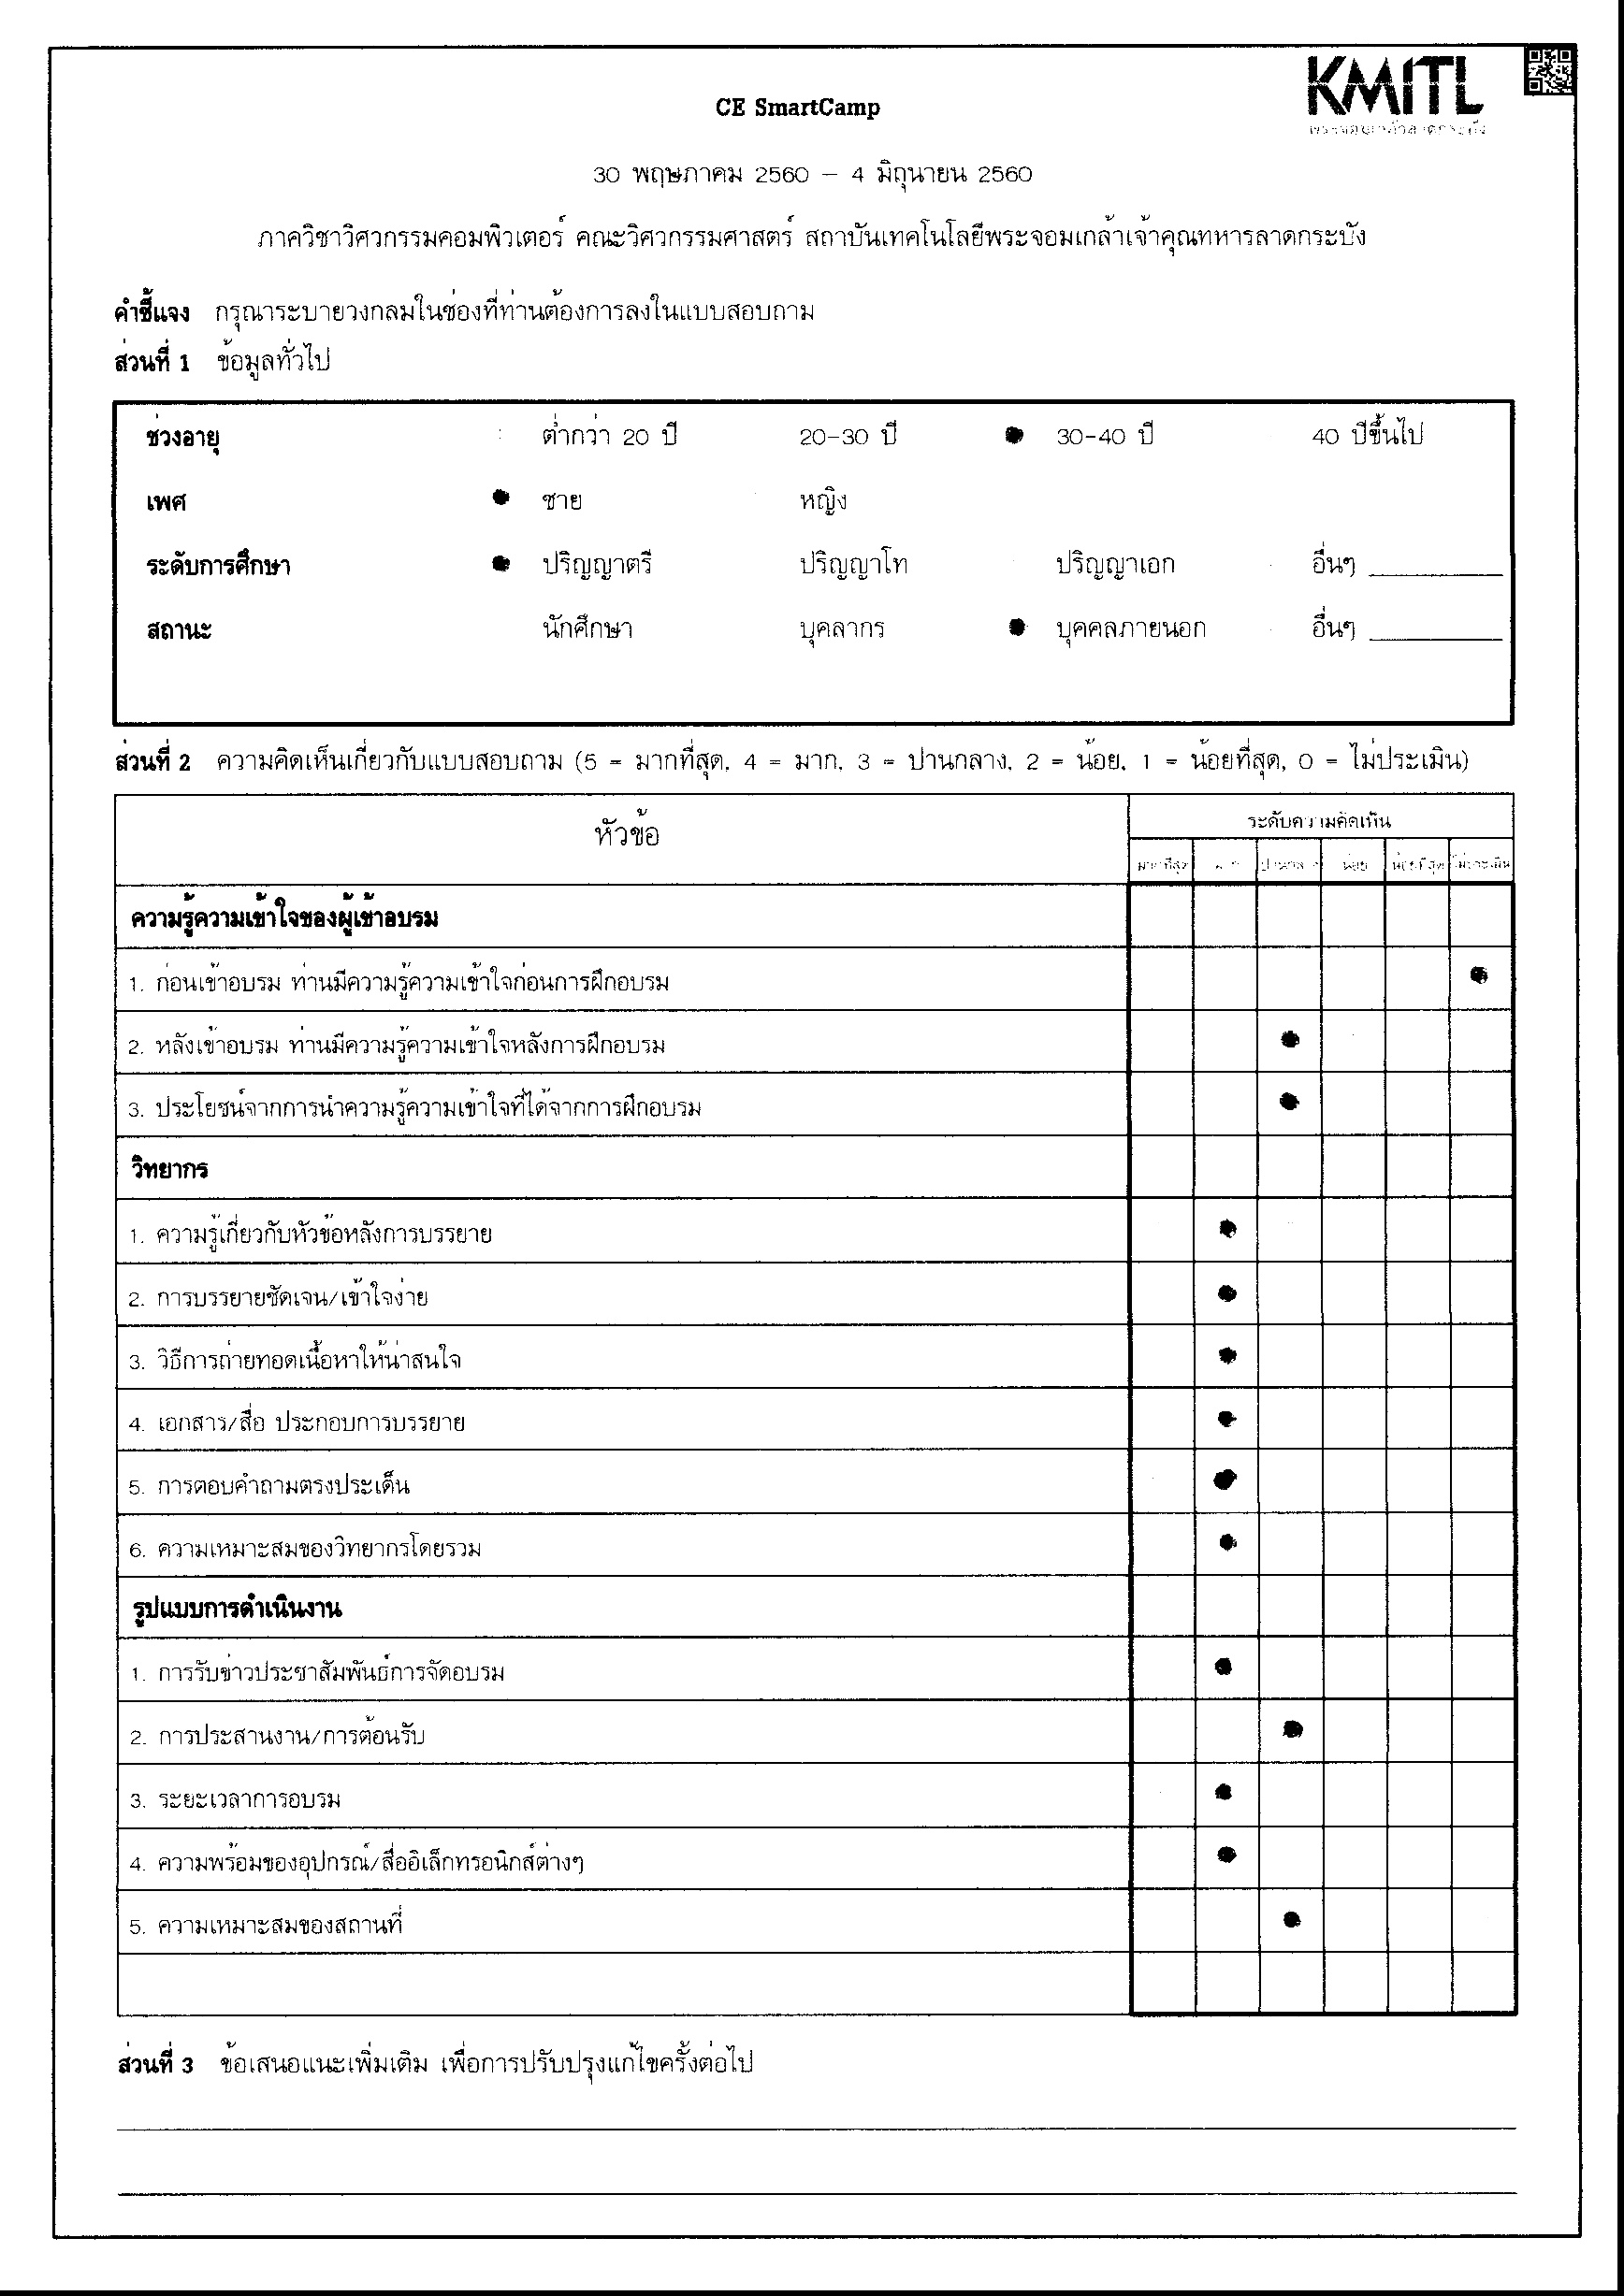 KMITL
CE SmartCamp
30 พฤษภาคม 2560 – 4 มิถุนายน 2560
ภาควิชาวิศวกรรมคอมพิวเตอร์ คณะวิศวกรรมศาสตร์ สถาบันเทคโนโลยีพระจอมเกล้าเจ้าคุณทหารลาดกระบัง
คำชี้แจง กรุณาระบายวงกลมในช่องที่ท่านต้องการลงในแบบสอบถาม
ส่วนที่ 1 ข้อมูลทั่วไป
ช่วงอายุ ต่ำกว่า 20 ปี 20-30 ปี 30-40 ปี 40 ปีขึ้นไป
เพศ ชาย หญิง
ระดับการศึกษา ปริญญาตรี ปริญญาโท ปริญญาเอก อื่นๆ
สถานะ นักศึกษา บุคลากร บุคคลภายนอก อื่นๆ
ส่วนที่ 2 ความคิดเห็นเกี่ยวกับแบบสอบถาม (5 = มากที่สุด, 4 = มาก, 3 = ปานกลาง, 2 = น้อย, 1 = น้อยที่สุด, 0 = ไม่ประเมิน)
หัวข้อ ระดับความคิดเห็น
มากที่สุด น้อย น้อยที่สุด ไม่ประเมิน
ความรู้ความเข้าใจของผู้เข้าอบรม
1. ก่อนเข้าอบรม ท่านมีความรู้ความเข้าใจก่อนการฝึกอบรม
2. หลังเข้าอบรม ท่านมีความรู้ความเข้าใจหลังการฝึกอบรม
3. ประโยชน์จากการนำความรู้ความเข้าใจที่ได้จากการฝึกอบรม
วิทยากร
1. ความรู้เกี่ยวกับหัวข้อหลังการบรรยาย
2. การบรรยายชัดเจน/เข้าใจง่าย
3. วิธีการถ่ายทอดเนื้อหาให้น่าสนใจ
4. เอกสาร/สื่อ ประกอบการบรรยาย
5. การตอบคำถามตรงประเด็น
6. ความเหมาะสมของวิทยากรโดยรวม
รูปแบบการดำเนินงาน
1. การรับข่าวประชาสัมพันธ์การจัดอบรม
2. การประสานงาน/การต้อนรับ
3. ระยะเวลาการอบรม
4. ความพร้อมของอุปกรณ์/สื่ออิเล็กทรอนิกส์ต่างๆ
5. ความเหมาะสมของสถานที่
ส่วนที่ 3 ข้อเสนอแนะเพิ่มเติม เพื่อการปรับปรุงแก้ไขครั้งต่อไป